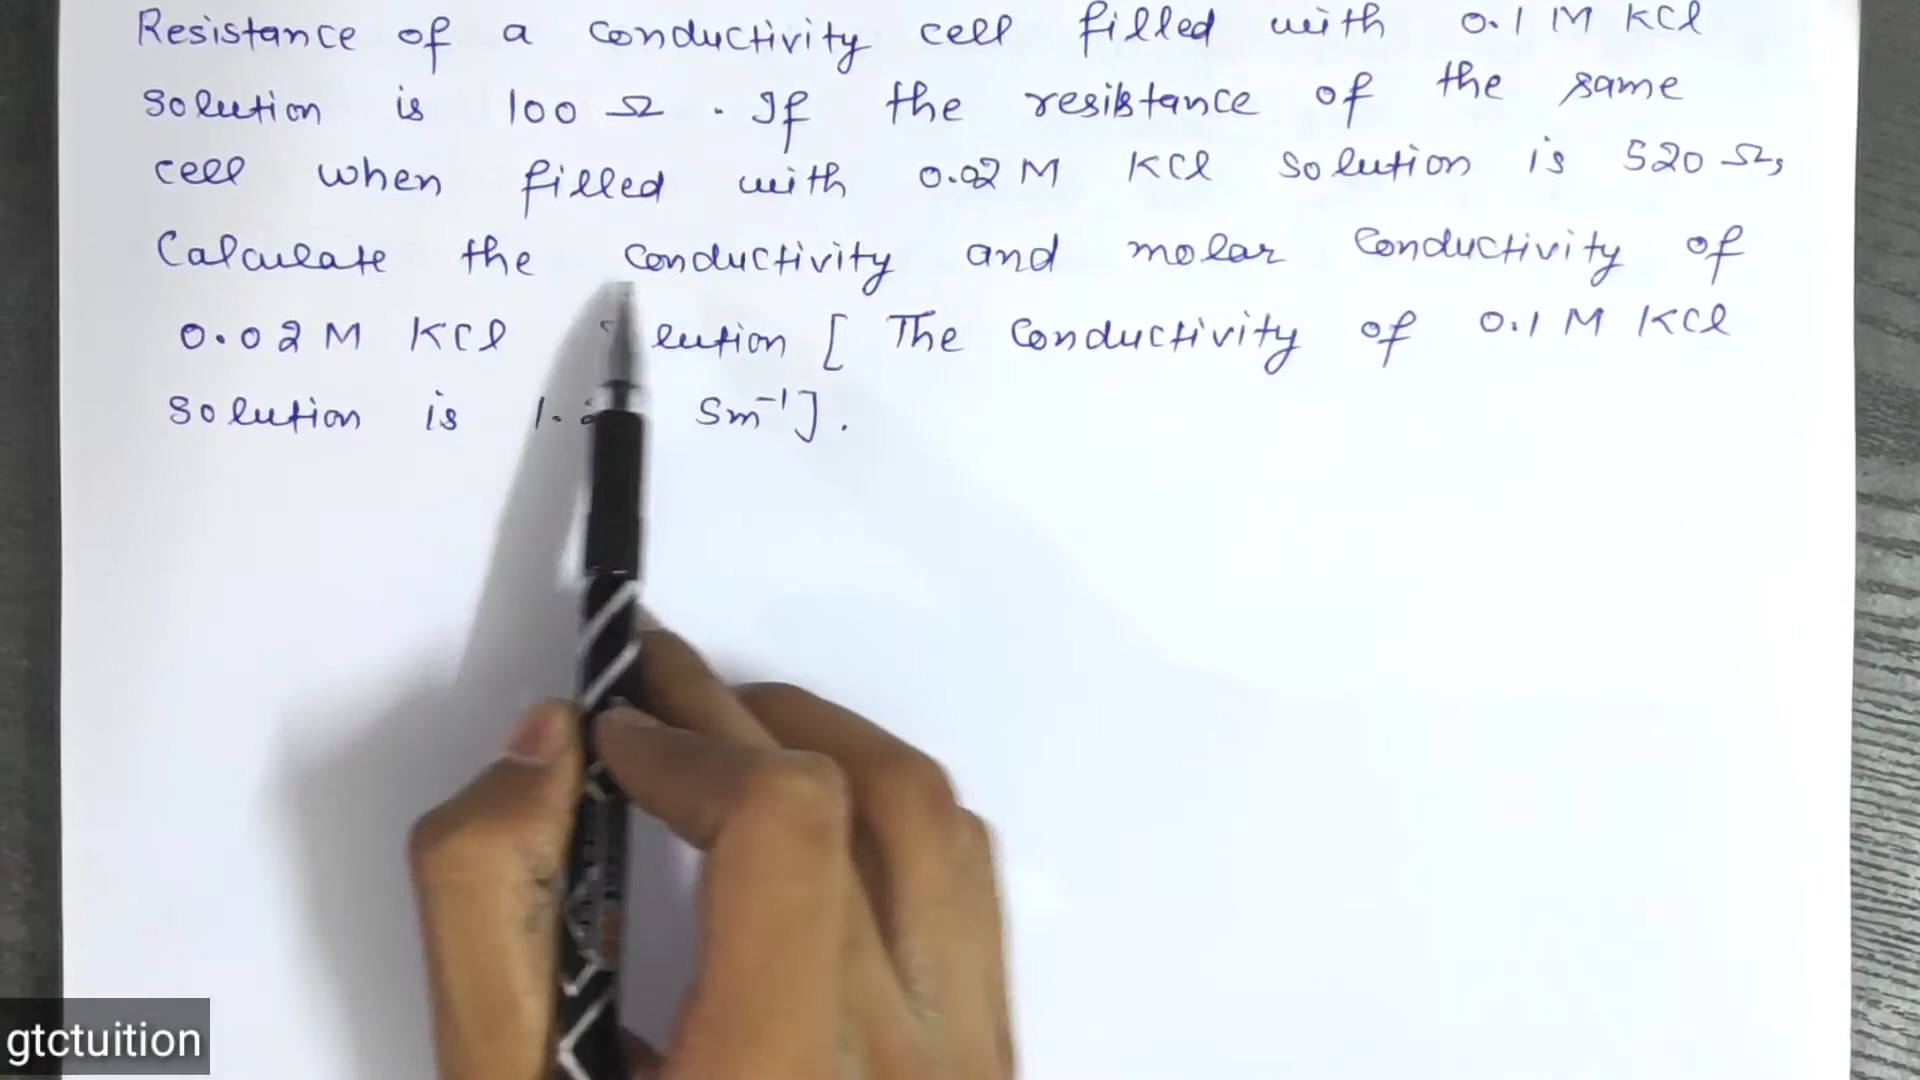 Resistance of a conductivity cell filled with 0.1 M KCl
solution is 100 Ω. If the resistance of the same
cell when filled with 0.02 M KCl solution is 520 Ω,
Calculate the conductivity and molar conductivity of
0.02 M KCl [ The conductivity of 0.1 M KCl
solution is Sm⁻¹].
gtctuition